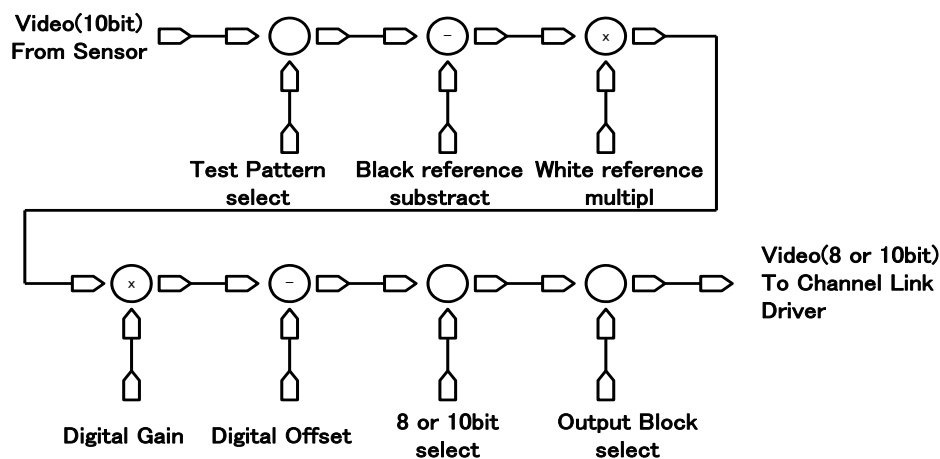 Video(10bit)
From Sensor
－
x
Test Pattern
select
Black reference
substract
White reference
multipl
x
－
Video(8 or 10bit)
To Channel Link
Driver
Digital Gain
Digital Offset
8 or 10bit
select
Output Block
select